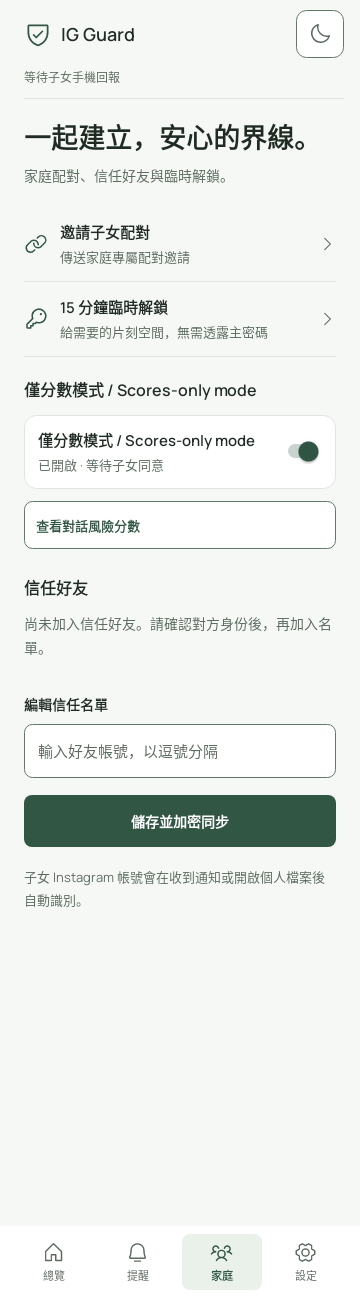 IG Guard
等待子女手機回報
一起建立，安心的界線。
家庭配對、信任好友與臨時解鎖。
邀請子女配對
傳送家庭專屬配對邀請
15 分鐘臨時解鎖
給需要的片刻空間，無需透露主密碼
僅分數模式 / Scores-only mode
僅分數模式 / Scores-only mode
已開啟 · 等待子女同意
查看對話風險分數
信任好友
尚未加入信任好友。請確認對方身份後，再加入名
單。
編輯信任名單
輸入好友帳號，以逗號分隔
儲存並加密同步
子女 Instagram 帳號會在收到通知或開啟個人檔案後
自動識別。
總覽
提醒
家庭
設定